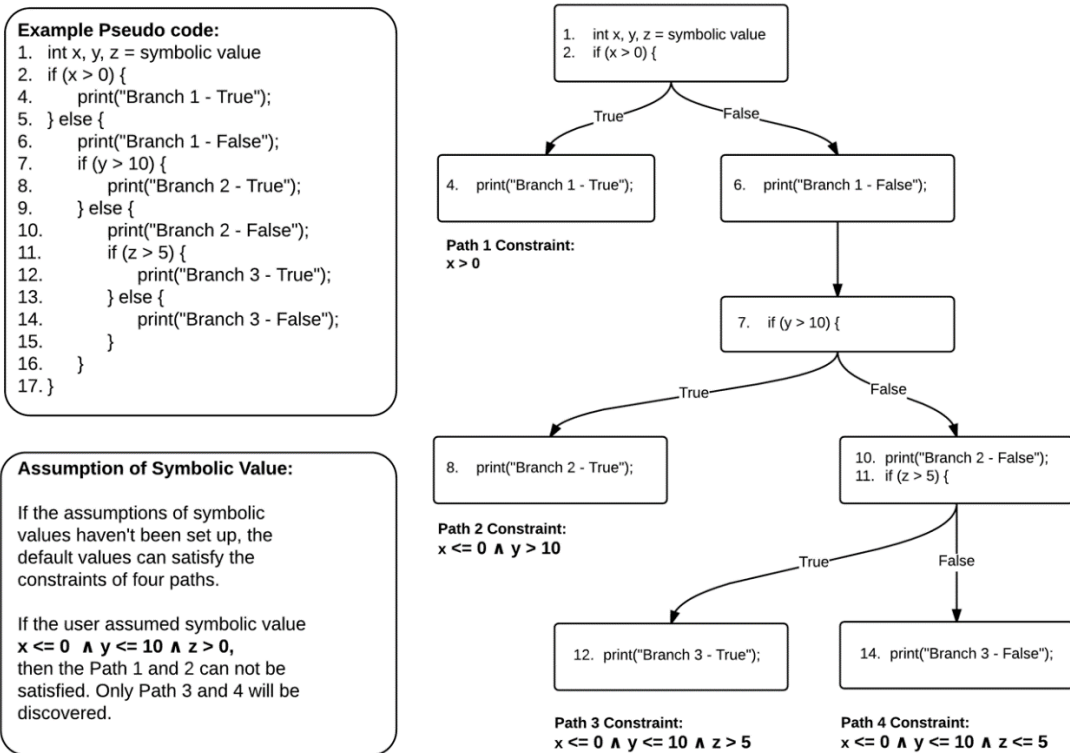 Example Pseudo code:
1. int x, y, z = symbolic value
2. if (x > 0) {
4. print("Branch 1 - True");
5. } else {
6. print("Branch 1 - False");
7. if (y > 10) {
8. print("Branch 2 - True");
9. } else {
10. print("Branch 2 - False");
11. if (z > 5) {
12. print("Branch 3 - True");
13. } else {
14. print("Branch 3 - False");
15. }
16. }
17. }
Assumption of Symbolic Value:
If the assumptions of symbolic
values haven't been set up, the
default values can satisfy the
constraints of four paths.
If the user assumed symbolic value
x <= 0 ∧ y <= 10 ∧ z > 0,
then the Path 1 and 2 can not be
satisfied. Only Path 3 and 4 will be
discovered.
1. int x, y, z = symbolic value
2. if (x > 0) {
True
False
4. print("Branch 1 - True");
6. print("Branch 1 - False");
Path 1 Constraint:
x > 0
7. if (y > 10) {
True
False
8. print("Branch 2 - True");
10. print("Branch 2 - False");
11. if (z > 5) {
Path 2 Constraint:
x <= 0 ∧ y > 10
True
False
12. print("Branch 3 - True");
14. print("Branch 3 - False");
Path 3 Constraint:
x <= 0 ∧ y <= 10 ∧ z > 5
Path 4 Constraint:
x <= 0 ∧ y <= 10 ∧ z <= 5